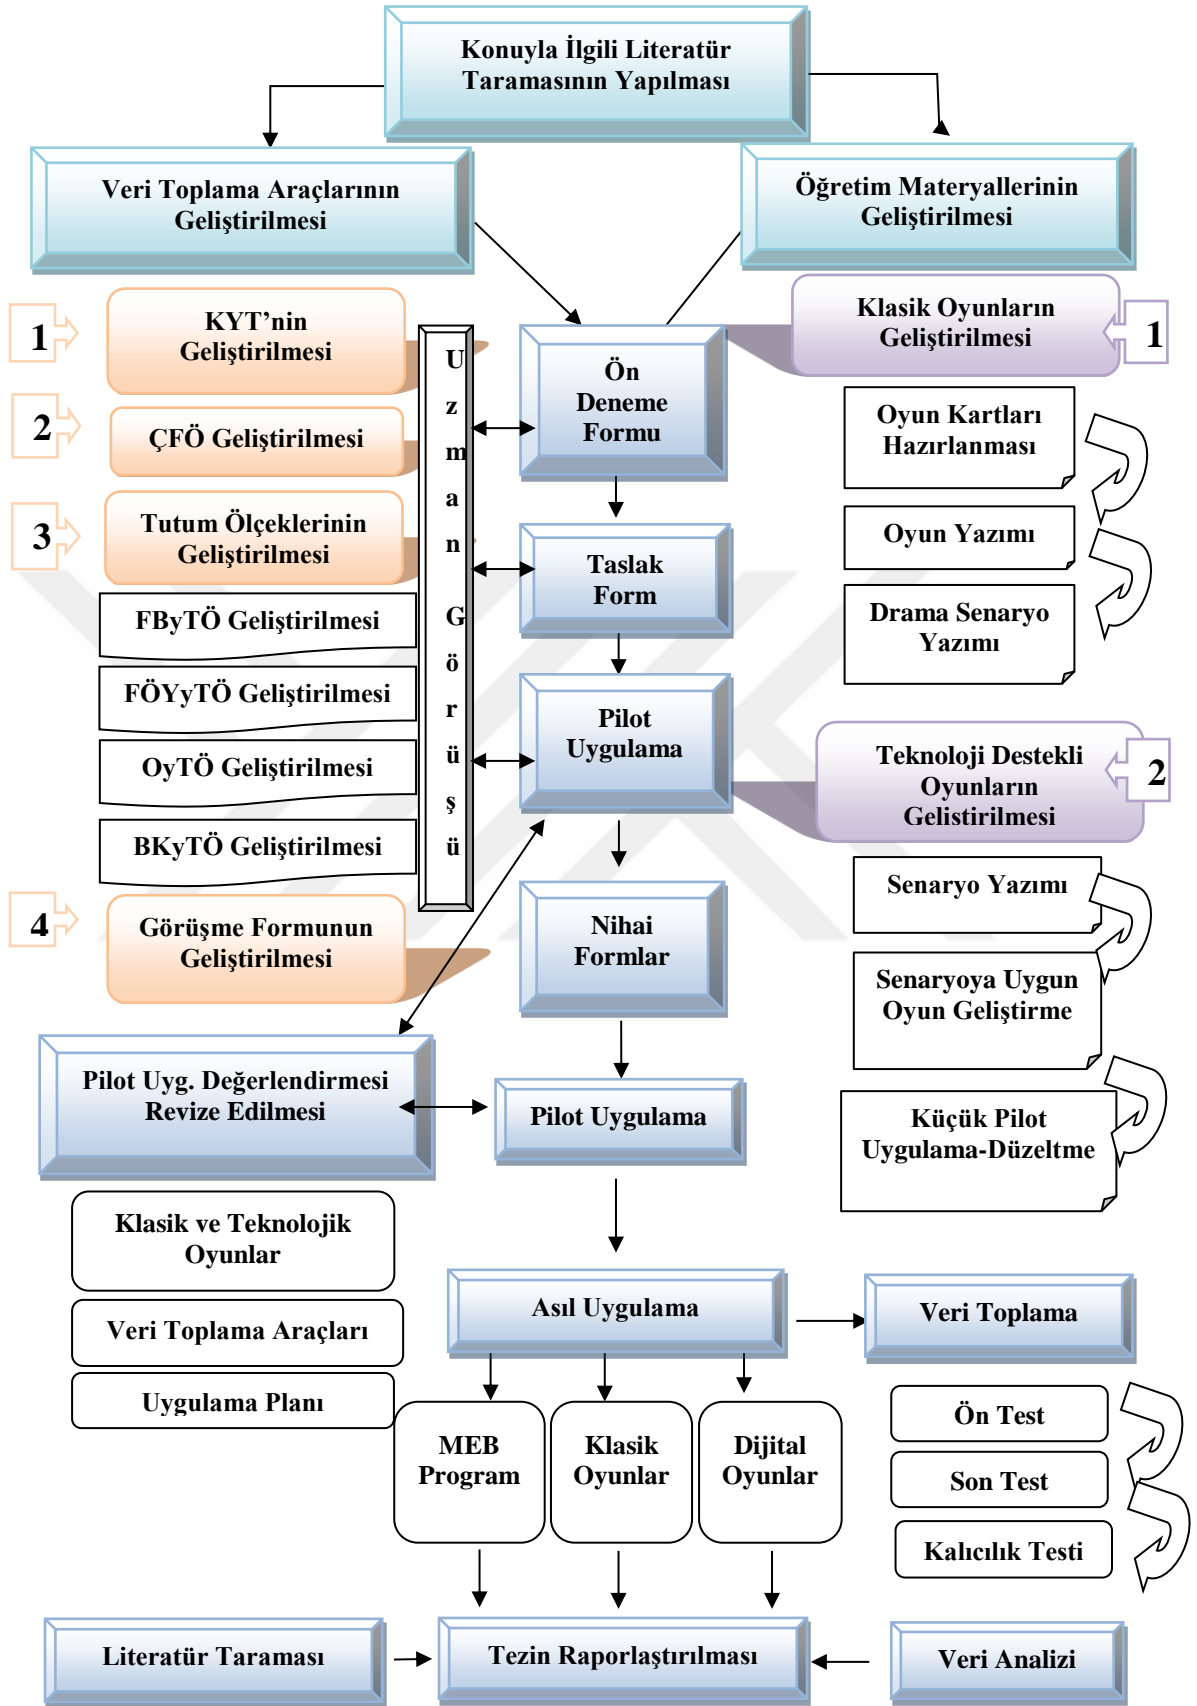 Konuyla İlgili Literatür
Taramasının Yapılması
Veri Toplama Araçlarının
Geliştirilmesi
Öğretim Materyallerinin
Geliştirilmesi
1
KYT’nin
Geliştirilmesi
2
ÇFÖ Geliştirilmesi
3
Tutum Ölçeklerinin
Geliştirilmesi
FByTÖ Geliştirilmesi
FÖYyTÖ Geliştirilmesi
OyTÖ Geliştirilmesi
BKyTÖ Geliştirilmesi
4
Görüşme Formunun
Geliştirilmesi
Uzman Görüşü
Ön
Deneme
Formu
Taslak
Form
Pilot
Uygulama
Nihai
Formlar
Klasik Oyunların
Geliştirilmesi
1
Oyun Kartları
Hazırlanması
Oyun Yazımı
Drama Senaryo
Yazımı
Teknoloji Destekli
Oyunların
Gelistirilmesi
2
Senaryo Yazımı
Senaryoya Uygun
Oyun Geliştirme
Küçük Pilot
Uygulama-Düzeltme
Pilot Uyg. Değerlendirmesi
Revize Edilmesi
Pilot Uygulama
Klasik ve Teknolojik
Oyunlar
Veri Toplama Araçları
Uygulama Planı
Asıl Uygulama
Veri Toplama
MEB
Program
Klasik
Oyunlar
Dijital
Oyunlar
Ön Test
Son Test
Kalıcılık Testi
Literatür Taraması
Tezin Raporlaştırılması
Veri Analizi